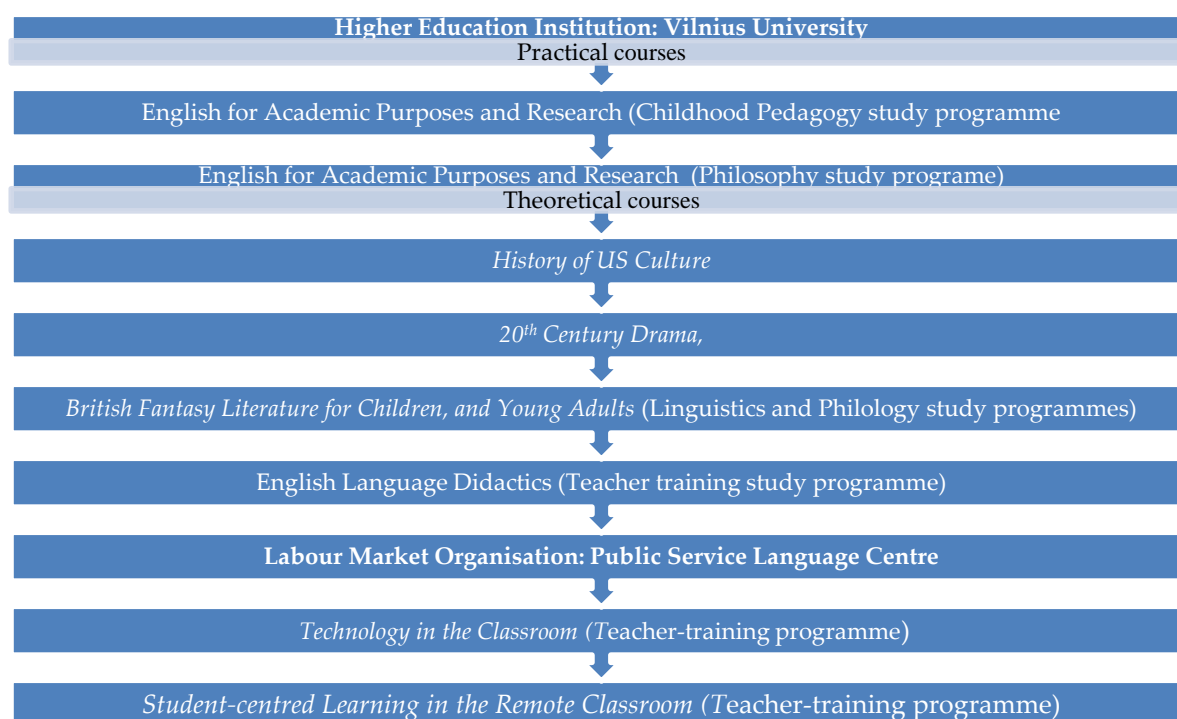 Higher Education Institution: Vilnius University
Practical courses
English for Academic Purposes and Research (Childhood Pedagogy study programme
English for Academic Purposes and Research (Philosophy study programe)
Theoretical courses
History of US Culture
20th Century Drama,
British Fantasy Literature for Children, and Young Adults (Linguistics and Philology study programmes)
English Language Didactics (Teacher training study programme)
Labour Market Organisation: Public Service Language Centre
Technology in the Classroom (Teacher-training programme)
Student-centred Learning in the Remote Classroom (Teacher-training programme)